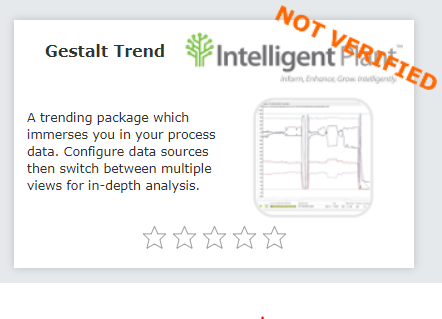 Gestalt Trend
Intelligent Plant™
Inform, Enhance, Grow, Intelligently.
NOT VERIFIED
A trending package which
immerses you in your process
data. Configure data sources
then switch between multiple
views for in-depth analysis.